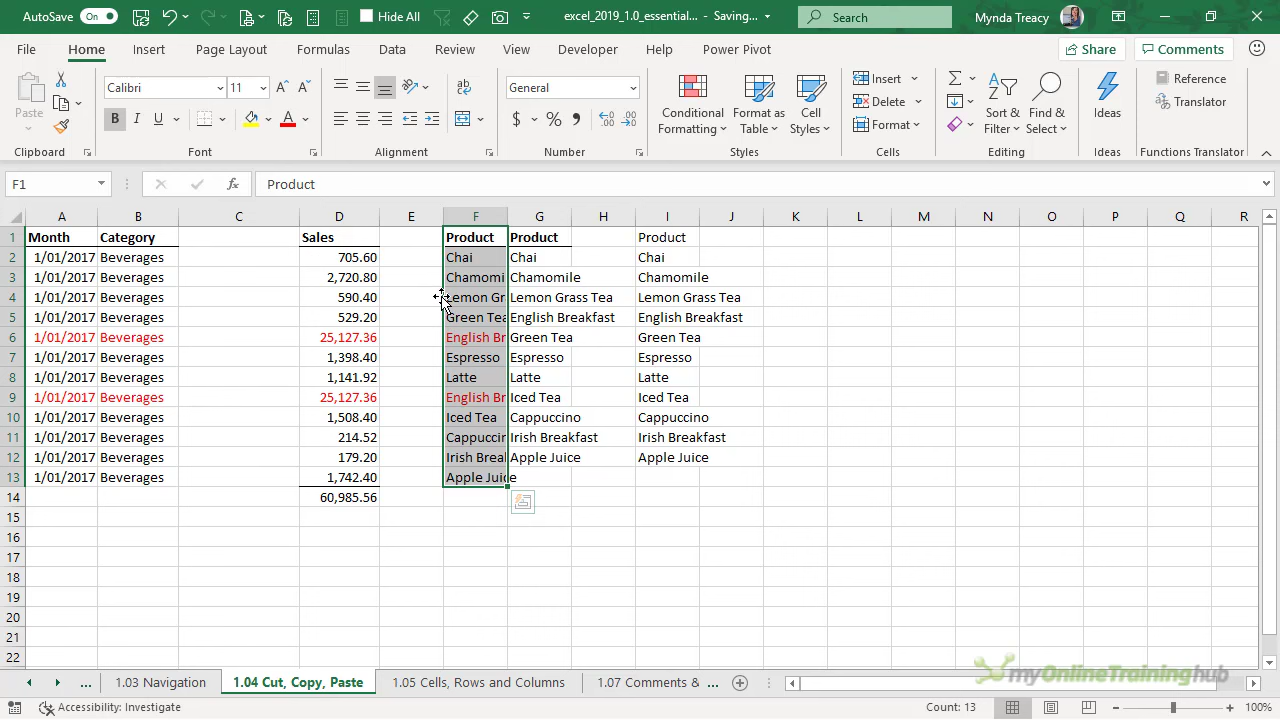 AutoSave On Hide All excel_2019_1.0_essential... - Saving... Search Mynda Treacy
File Home Insert Page Layout Formulas Data Review View Developer Help Power Pivot Share Comments
Paste Calibri 11 General Conditional Formatting Format as Table Cell Styles Insert Delete Format Sort & Filter Find & Select Ideas Reference Translator
Clipboard Font Alignment Number Styles Cells Editing Ideas Functions Translator
F1 fx Product
A B C D E F G H I J K L M N O P Q R
1 Month Category Sales Product Product Product
2 1/01/2017 Beverages 705.60 Chai Chai Chai
3 1/01/2017 Beverages 2,720.80 Chamomi Chamomile Chamomile
4 1/01/2017 Beverages 590.40 Lemon Gr Lemon Grass Tea Lemon Grass Tea
5 1/01/2017 Beverages 529.20 Green Tea English Breakfast English Breakfast
6 1/01/2017 Beverages 25,127.36 English Br Green Tea Green Tea
7 1/01/2017 Beverages 1,398.40 Espresso Espresso Espresso
8 1/01/2017 Beverages 1,141.92 Latte Latte Latte
9 1/01/2017 Beverages 25,127.36 English Br Iced Tea Iced Tea
10 1/01/2017 Beverages 1,508.40 Iced Tea Cappuccino Cappuccino
11 1/01/2017 Beverages 214.52 Cappuccin Irish Breakfast Irish Breakfast
12 1/01/2017 Beverages 179.20 Irish Breal Apple Juice Apple Juice
13 1/01/2017 Beverages 1,742.40 Apple Juice
14 60,985.56
15
16
17
18
19
20
21
22
myOnlineTraininghub
... 1.03 Navigation 1.04 Cut, Copy, Paste 1.05 Cells, Rows and Columns 1.07 Comments & ...
Accessibility: Investigate Count: 13 100%